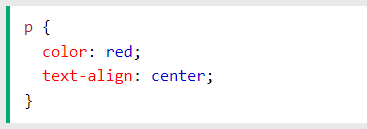 p {
  color: red;
  text-align: center;
}